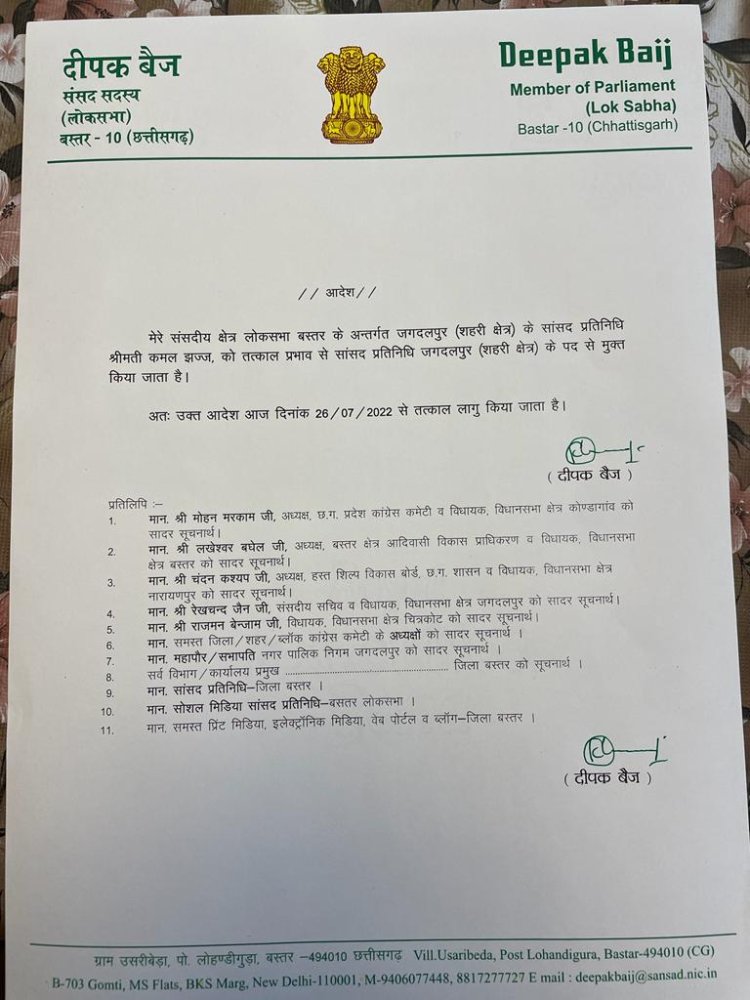 दीपक बैज
संसद सदस्य
(लोकसभा)
बस्तर - 10 (छत्तीसगढ़)
Deepak Baij
Member of Parliament
(Lok Sabha)
Bastar -10 (Chhattisgarh)
// आदेश//
मेरे संसदीय क्षेत्र लोकसभा बस्तर के अन्तर्गत जगदलपुर (शहरी क्षेत्र) के सांसद प्रतिनिधि
श्रीमती कमल झज्ज, को तत्काल प्रभाव से सांसद प्रतिनिधि जगदलपुर (शहरी क्षेत्र) के पद से मुक्त
किया जाता है।
अतः उक्त आदेश आज दिनांक 26/07/2022 से तत्काल लागु किया जाता है।
( दीपक बैज )
प्रतिलिपि :–
1. मान. श्री मोहन मरकाम जी, अध्यक्ष, छ.ग. प्रदेश कांग्रेस कमेटी व विधायक, विधानसभा क्षेत्र कोण्डागांव को
सादर सूचनार्थ।
2. मान. श्री लखेश्वर बघेल जी, अध्यक्ष, बस्तर क्षेत्र आदिवासी विकास प्राधिकरण व विधायक, विधानसभा
क्षेत्र बस्तर को सादर सूचनार्थ।
3. मान. श्री चंदन कश्यप जी, अध्यक्ष, हस्त शिल्प विकास बोर्ड, छ.ग. शासन व विधायक, विधानसभा क्षेत्र
नारायणपुर को सादर सूचनार्थ।
4. मान. श्री रेखचन्द जैन जी, संसदीय सचिव व विधायक, विधानसभा क्षेत्र जगदलपुर को सादर सूचनार्थ।
5. मान. श्री राजमन बेन्जाम जी, विधायक, विधानसभा क्षेत्र चित्रकोट को सादर सूचनार्थ।
6. मान. समस्त जिला/शहर/ब्लॉक कांग्रेस कमेटी के अध्यक्षों को सादर सूचनार्थ ।
7. मान. महापौर/सभापति नगर पालिक निगम जगदलपुर को सादर सूचनार्थ ।
8. सर्व विभाग/कार्यालय प्रमुख ........................................ जिला बस्तर को सूचनार्थ ।
9. मान. सांसद प्रतिनिधि–जिला बस्तर ।
10. मान. सोशल मिडिया सांसद प्रतिनिधि–बसतर लोकसभा ।
11. मान. समस्त प्रिंट मिडिया, इलेक्ट्रॉनिक मिडिया, वेब पोर्टल व ब्लॉग–जिला बस्तर ।
( दीपक बैज )
ग्राम उसरीबेड़ा, पो. लोहण्डीगुड़ा, बस्तर –494010 छत्तीसगढ़ Vill.Usaribeda, Post Lohandigura, Bastar-494010 (CG)
B-703 Gomti, MS Flats, BKS Marg, New Delhi-110001, M-9406077448, 8817277727 E mail : deepakbaij@sansad.nic.in